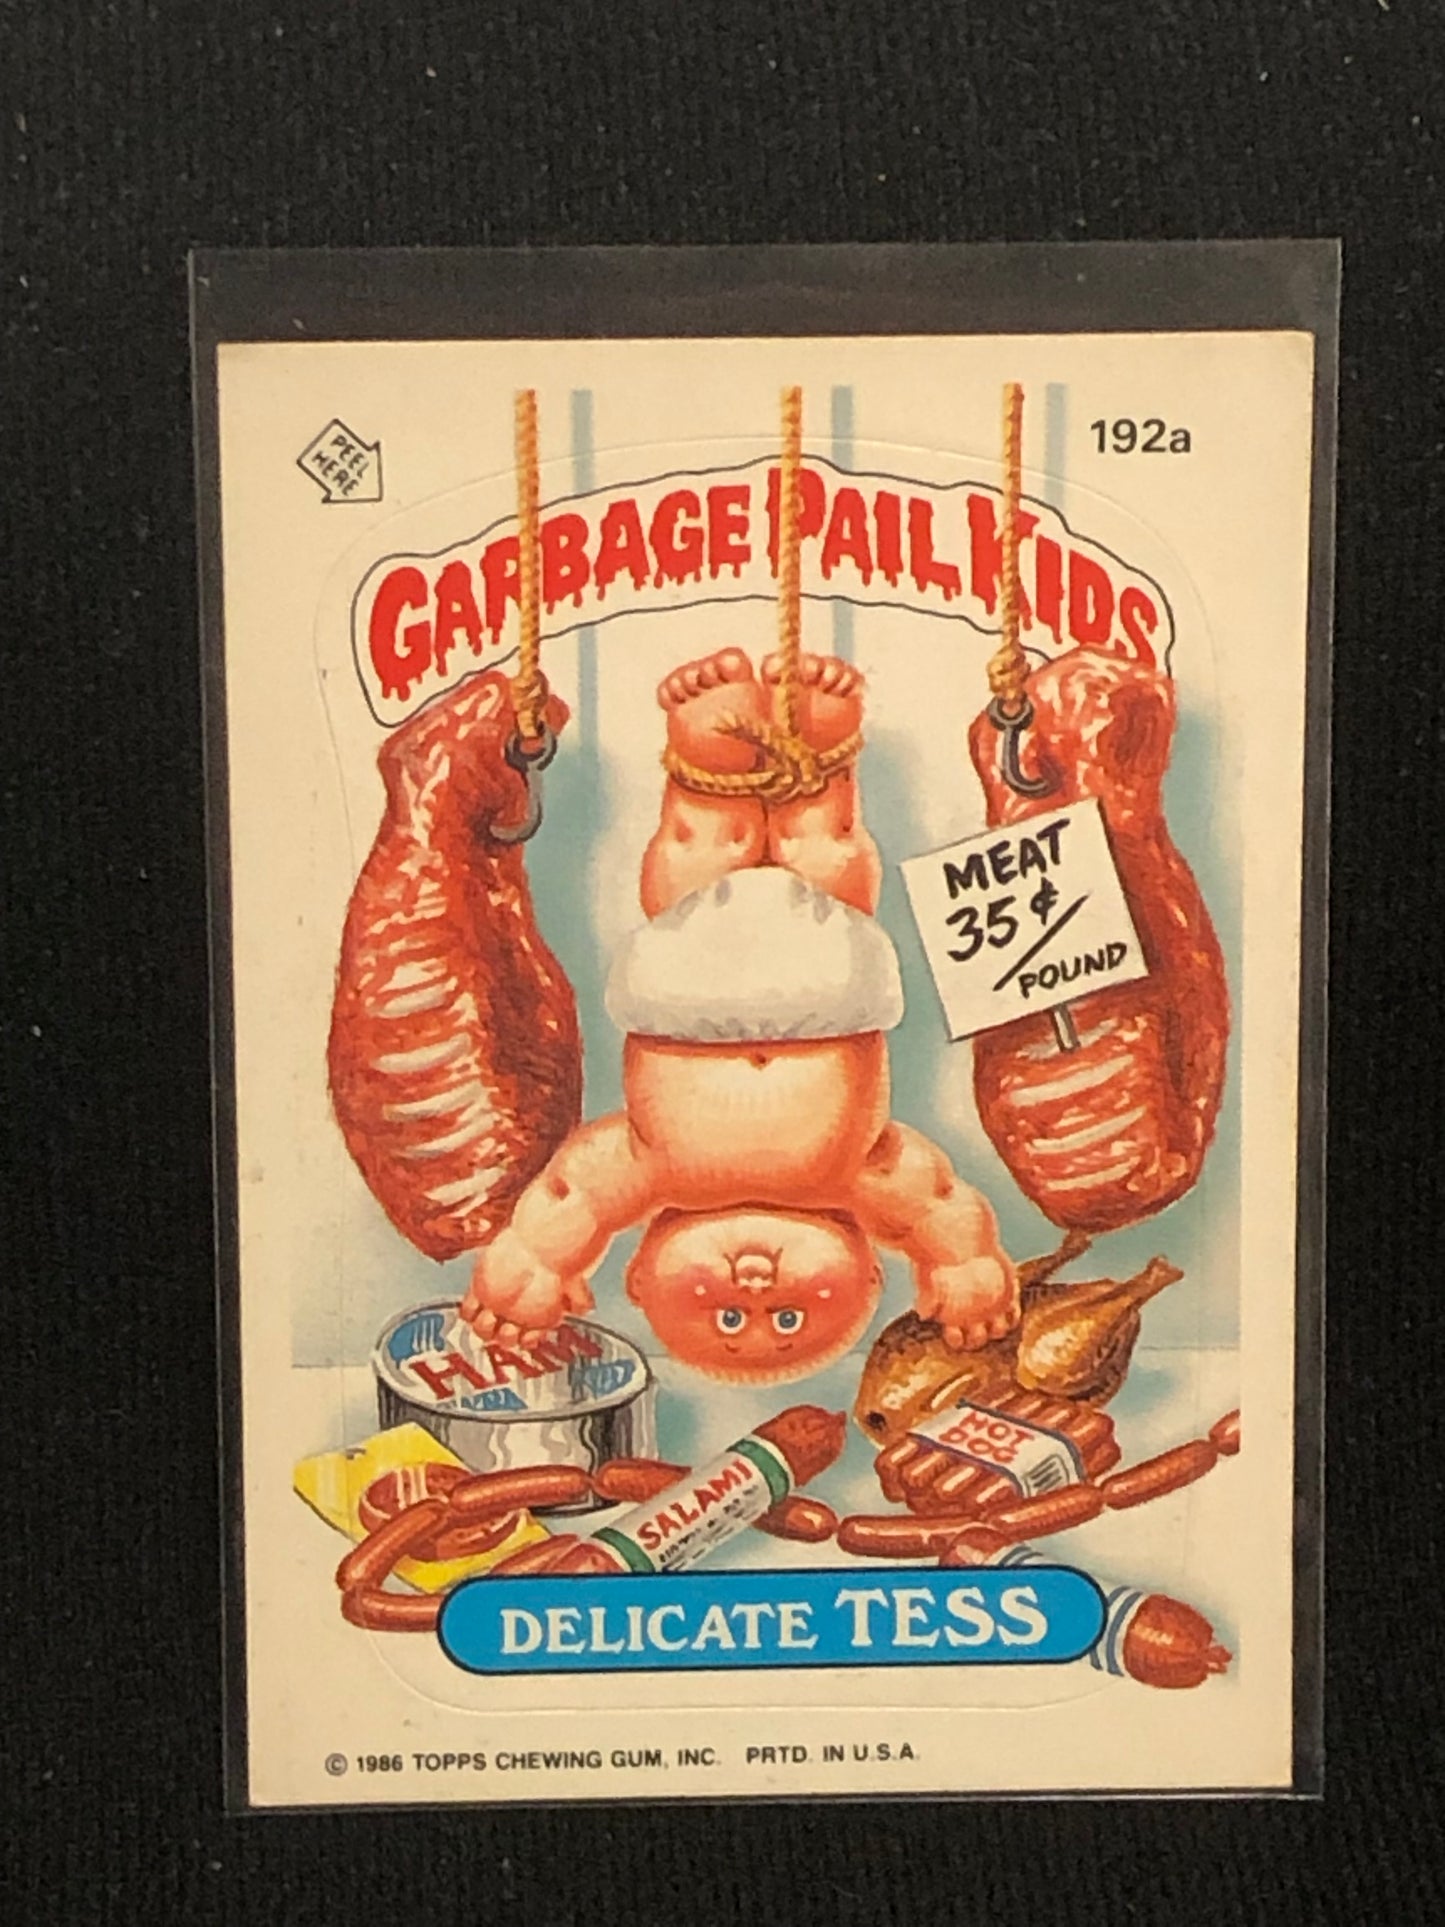 PEEL
HERE
192a
GARBAGE PAIL KIDS
MEAT
35¢/
POUND
HAM
HOT
DOG
SALAMI
DELICATE TESS
© 1986 TOPPS CHEWING GUM, INC. PRTD. IN U.S.A.